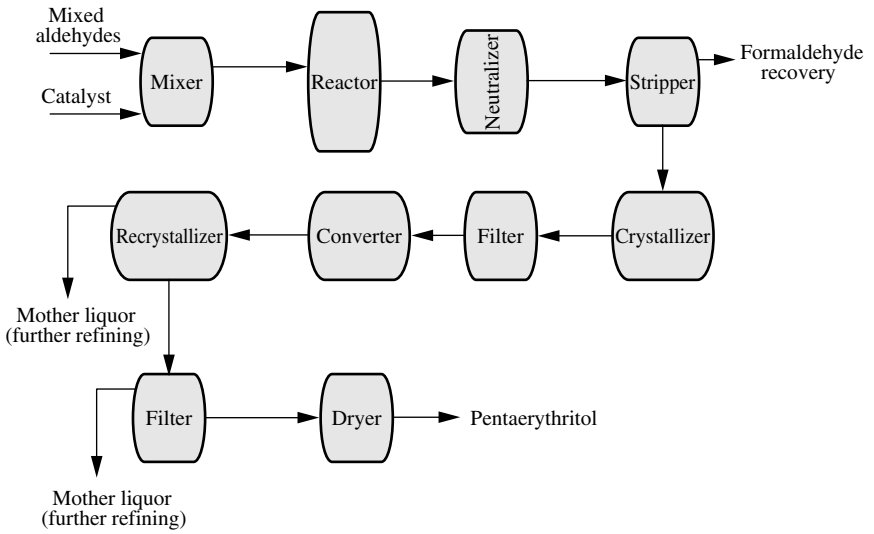 Mixed
aldehydes
Catalyst
Mixer
Reactor
Neutralizer
Stripper
Formaldehyde
recovery
Recrystallizer
Converter
Filter
Crystallizer
Mother liquor
(further refining)
Filter
Dryer
Pentaerythritol
Mother liquor
(further refining)